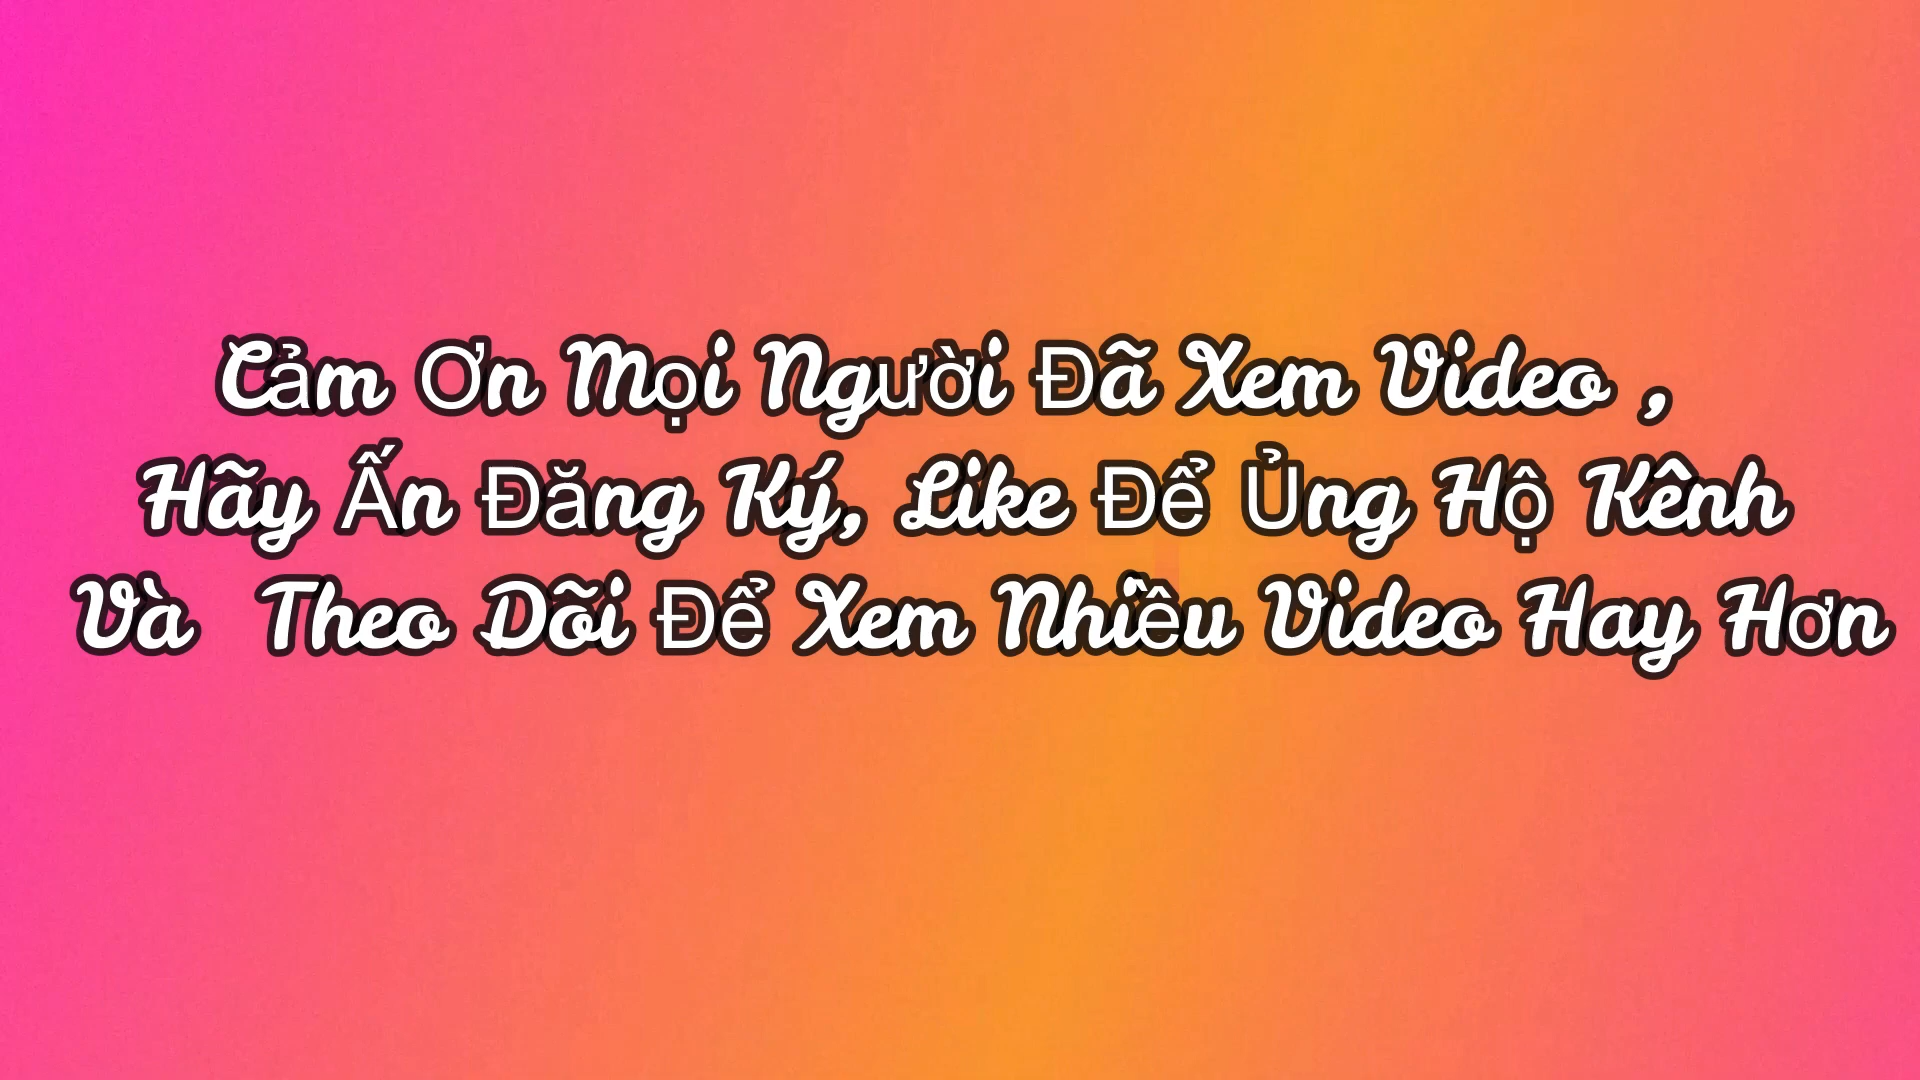 Cảm Ơn Mọi Người Đã Xem Video ,
Hãy Ấn Đăng Ký, Like Để Ủng Hộ Kênh
Và Theo Dõi Để Xem Nhiều Video Hay Hơn